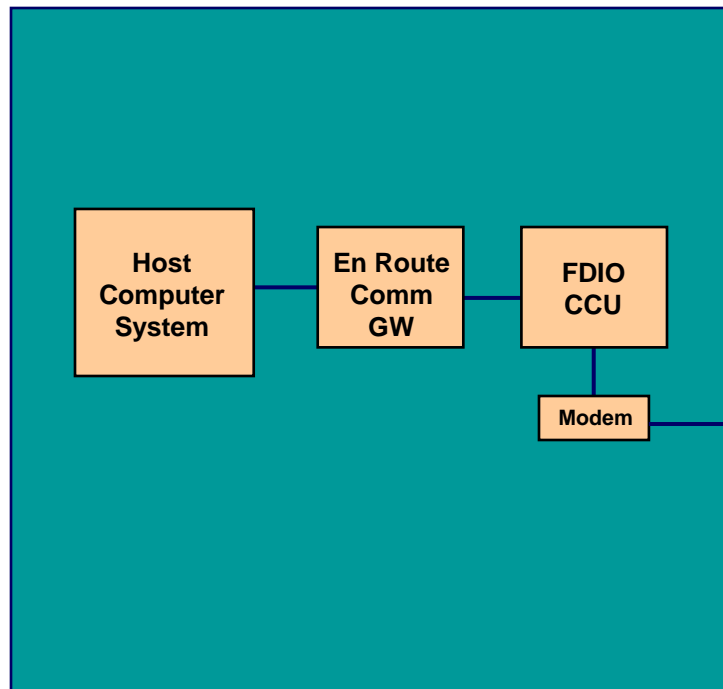 Host
Computer
System
En Route
Comm
GW
FDIO
CCU
Modem